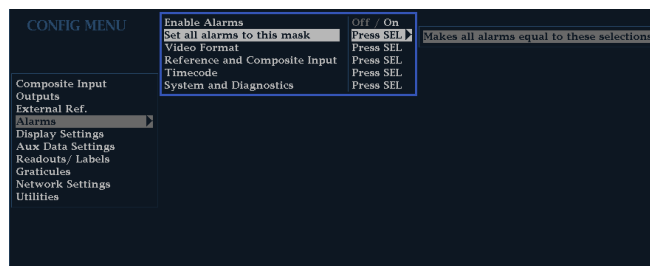 CONFIG MENU
Enable Alarms Off / On
Set all alarms to this mask Press SEL Makes all alarms equal to these selections
Video Format Press SEL
Reference and Composite Input Press SEL
Timecode Press SEL
System and Diagnostics Press SEL
Composite Input
Outputs
External Ref.
Alarms
Display Settings
Aux Data Settings
Readouts/ Labels
Graticules
Network Settings
Utilities